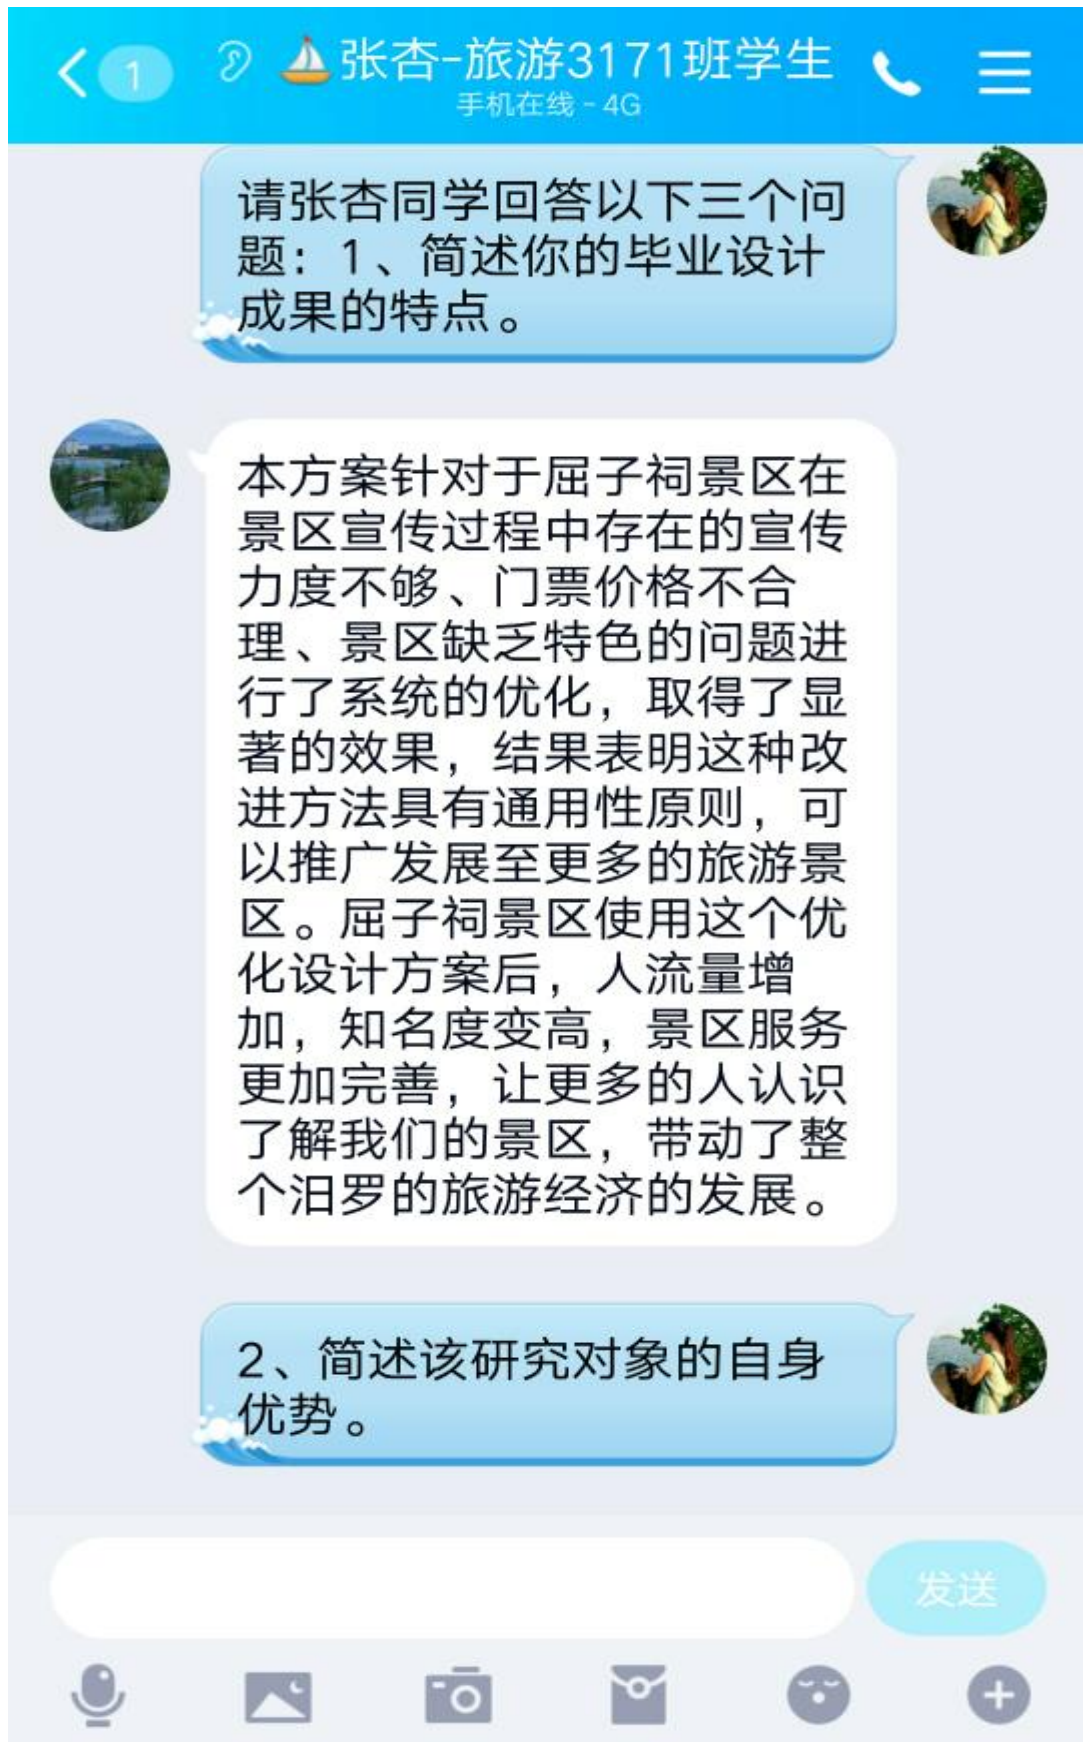 1
张杏-旅游3171班学生
手机在线 - 4G
请张杏同学回答以下三个问
题：1、简述你的毕业设计
成果的特点。
本方案针对于屈子祠景区在
景区宣传过程中存在的宣传
力度不够、门票价格不合
理、景区缺乏特色的问题进
行了系统的优化，取得了显
著的效果，结果表明这种改
进方法具有通用性原则，可
以推广发展至更多的旅游景
区。屈子祠景区使用这个优
化设计方案后，人流量增
加，知名度变高，景区服务
更加完善，让更多的人认识
了解我们的景区，带动了整
个汨罗的旅游经济的发展。
2、简述该研究对象的自身
优势。
发送